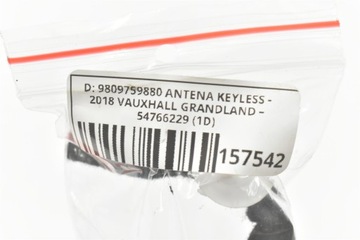 D: 9809759880 ANTENA KEYLESS -
2018 VAUXHALL GRANDLAND –
54766229 (1D)
157542